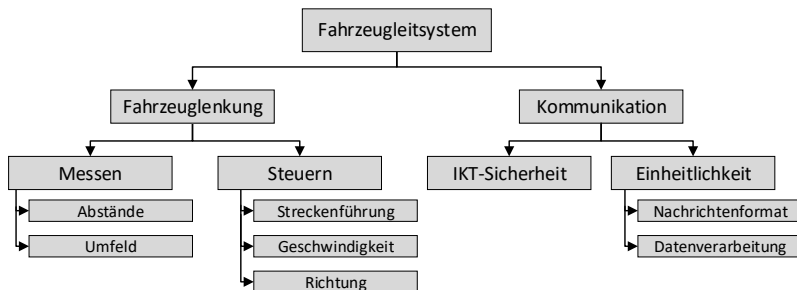 Fahrzeugleitsystem
Fahrzeuglenkung
Kommunikation
Messen
Steuern
IKT-Sicherheit
Einheitlichkeit
Abstände
Streckenführung
Nachrichtenformat
Umfeld
Geschwindigkeit
Datenverarbeitung
Richtung